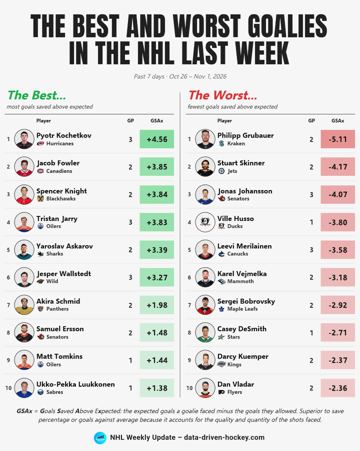 THE BEST AND WORST GOALIES
IN THE NHL LAST WEEK
Past 7 days · Oct 26 – Nov 1, 2026
The Best...
most goals saved above expected
Player GP GSAx
1 Pyotr Kochetkov Hurricanes 3 +4.56
2 Jacob Fowler Canadiens 2 +3.85
3 Spencer Knight Blackhawks 2 +3.84
4 Tristan Jarry Oilers 3 +3.83
5 Yaroslav Askarov Sharks 2 +3.39
6 Jesper Wallstedt Wild 3 +3.27
7 Akira Schmid Panthers 2 +1.98
8 Samuel Ersson Senators 2 +1.48
9 Matt Tomkins Oilers 1 +1.44
10 Ukko-Pekka Luukkonen Sabres 1 +1.38
The Worst...
fewest goals saved above expected
Player GP GSAx
1 Philipp Grubauer Kraken 2 -5.11
2 Stuart Skinner Jets 2 -4.17
3 Jonas Johansson Senators 3 -4.07
4 Ville Husso Ducks 1 -3.80
5 Leevi Merilainen Canucks 3 -3.58
6 Karel Vejmelka Mammoth 2 -3.18
7 Sergei Bobrovsky Maple Leafs 2 -2.92
8 Casey DeSmith Stars 1 -2.71
9 Darcy Kuemper Kings 2 -2.37
10 Dan Vladar Flyers 2 -2.36
GSAx = Goals Saved Above Expected: the expected goals a goalie faced minus the goals they allowed. Superior to save
percentage or goals against average because it accounts for the quality and quantity of the shots faced.
NHL Weekly Update – data-driven-hockey.com